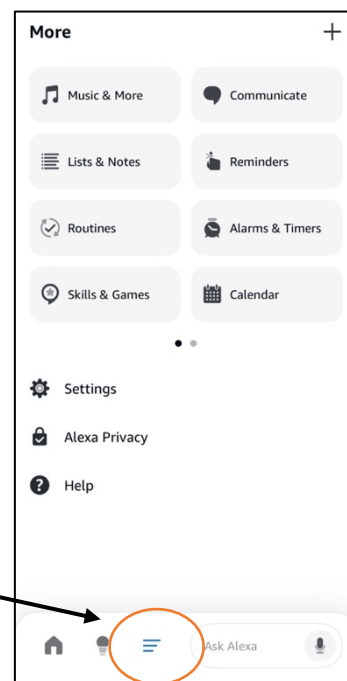 More
Music & More
Communicate
Lists & Notes
Reminders
Routines
Alarms & Timers
Skills & Games
Calendar
Settings
Alexa Privacy
Help
Ask Alexa